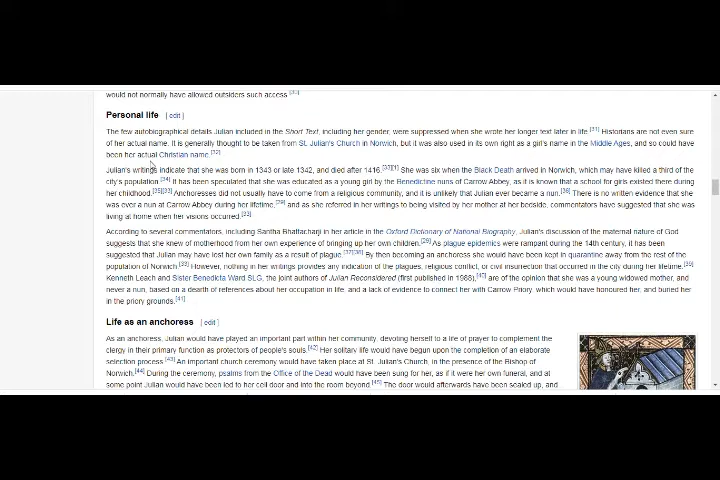 would not normally have allowed outsiders such access.[30]
Personal life [ edit ]
The few autobiographical details Julian included in the Short Text, including her gender, were suppressed when she wrote her longer text later in life.[31] Historians are not even sure
of her actual name. It is generally thought to be taken from St. Julian's Church in Norwich, but it was also used in its own right as a girl's name in the Middle Ages, and so could have
been her actual Christian name.[32]
Julian's writings indicate that she was born in 1343 or late 1342, and died after 1416.[33][1] She was six when the Black Death arrived in Norwich, which may have killed a third of the
city's population.[34] It has been speculated that she was educated as a young girl by the Benedictine nuns of Carrow Abbey, as it is known that a school for girls existed there during
her childhood.[35][33] Anchoresses did not usually have to come from a religious community, and it is unlikely that Julian ever became a nun.[36] There is no written evidence that she
was ever a nun at Carrow Abbey during her lifetime,[29] and as she referred in her writings to being visited by her mother at her bedside, commentators have suggested that she was
living at home when her visions occurred.[33]
According to several commentators, including Santha Bhattacharji in her article in the Oxford Dictionary of National Biography, Julian's discussion of the maternal nature of God
suggests that she knew of motherhood from her own experience of bringing up her own children.[29] As plague epidemics were rampant during the 14th century, it has been
suggested that Julian may have lost her own family as a result of plague.[37][38] By then becoming an anchoress she would have been kept in quarantine away from the rest of the
population of Norwich.[33] However, nothing in her writings provides any indication of the plagues, religious conflict, or civil insurrection that occurred in the city during her lifetime.[39]
Kenneth Leach and Sister Benedicta Ward SLG, the joint authors of Julian Reconsidered (first published in 1988),[40] are of the opinion that she was a young widowed mother, and
never a nun, based on a dearth of references about her occupation in life, and a lack of evidence to connect her with Carrow Priory, which would have honoured her, and buried her
in the priory grounds.[41]
Life as an anchoress [ edit ]
As an anchoress, Julian would have played an important part within her community, devoting herself to a life of prayer to complement the
clergy in their primary function as protectors of people's souls.[42] Her solitary life would have begun upon the completion of an elaborate
selection process.[43] An important church ceremony would have taken place at St. Julian's Church, in the presence of the Bishop of
Norwich.[44] During the ceremony, psalms from the Office of the Dead would have been sung for her, as if it were her own funeral, and at
some point Julian would have been led to her cell door and into the room beyond.[45] The door would afterwards have been sealed up, and